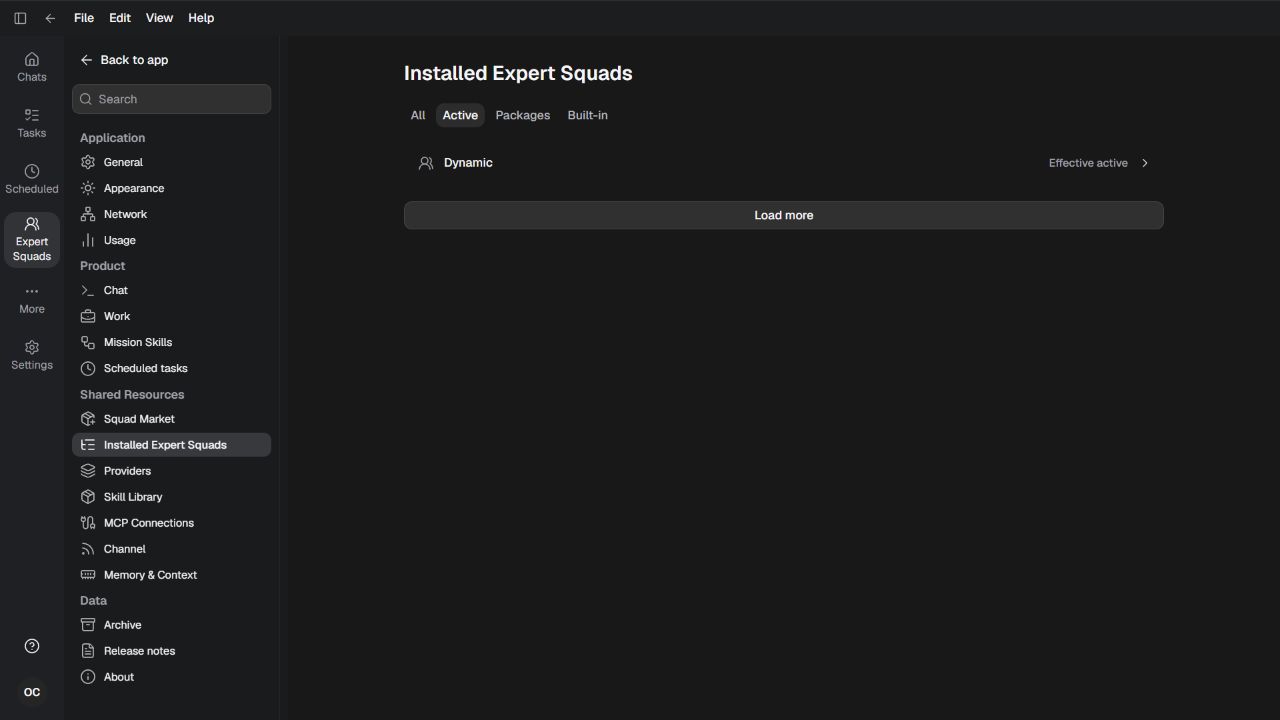 File Edit View Help
Chats
Tasks
Scheduled
Expert
Squads
More
Settings
OC
Back to app
Search
Application
General
Appearance
Network
Usage
Product
Chat
Work
Mission Skills
Scheduled tasks
Shared Resources
Squad Market
Installed Expert Squads
Providers
Skill Library
MCP Connections
Channel
Memory & Context
Data
Archive
Release notes
About
Installed Expert Squads
All Active Packages Built-in
Dynamic Effective active
Load more